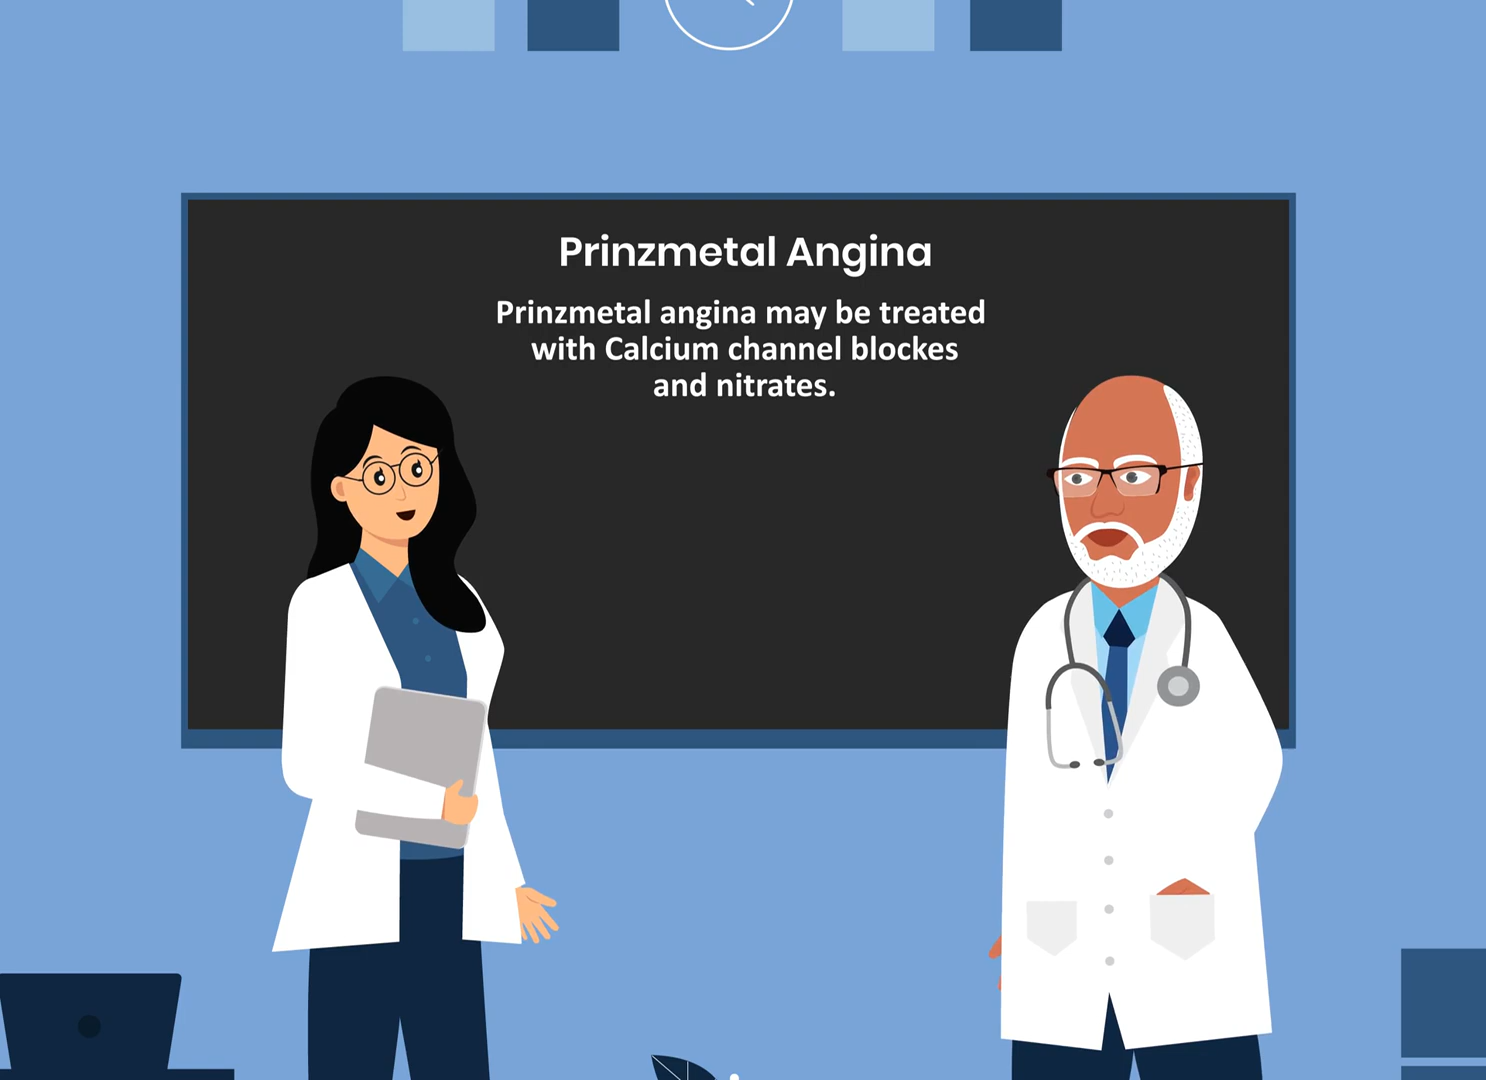 Prinzmetal Angina
Prinzmetal angina may be treated
with Calcium channel blockes
and nitrates.